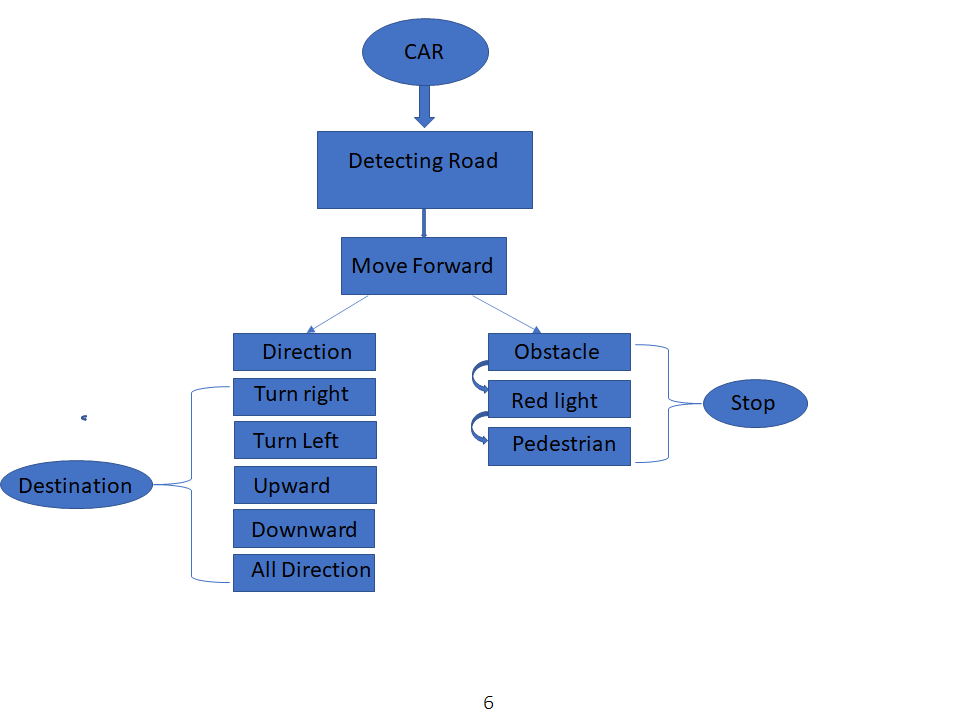 CAR
Detecting Road
Move Forward
Direction
Turn right
Turn Left
Upward
Downward
All Direction
Destination
Obstacle
Red light
Pedestrian
Stop
6